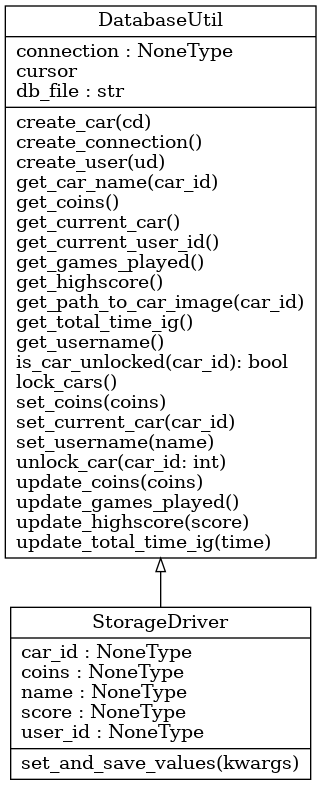 DatabaseUtil
connection : NoneType
cursor
db_file : str
create_car(cd)
create_connection()
create_user(ud)
get_car_name(car_id)
get_coins()
get_current_car()
get_current_user_id()
get_games_played()
get_highscore()
get_path_to_car_image(car_id)
get_total_time_ig()
get_username()
is_car_unlocked(car_id): bool
lock_cars()
set_coins(coins)
set_current_car(car_id)
set_username(name)
unlock_car(car_id: int)
update_coins(coins)
update_games_played()
update_highscore(score)
update_total_time_ig(time)
StorageDriver
car_id : NoneType
coins : NoneType
name : NoneType
score : NoneType
user_id : NoneType
set_and_save_values(kwargs)